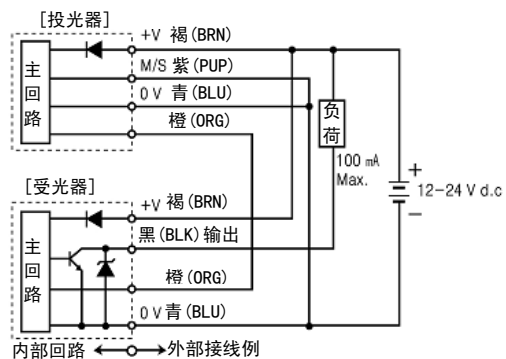 [投光器]
+V 褐(BRN)
M/S 紫(PUP)
0 V 青(BLU)
橙(ORG)
主回路
负荷
100 mA
Max.
+
12-24 V d.c
−
[受光器]
+V 褐(BRN)
黑(BLK)输出
橙(ORG)
0 V 青(BLU)
主回路
内部回路
外部接线例